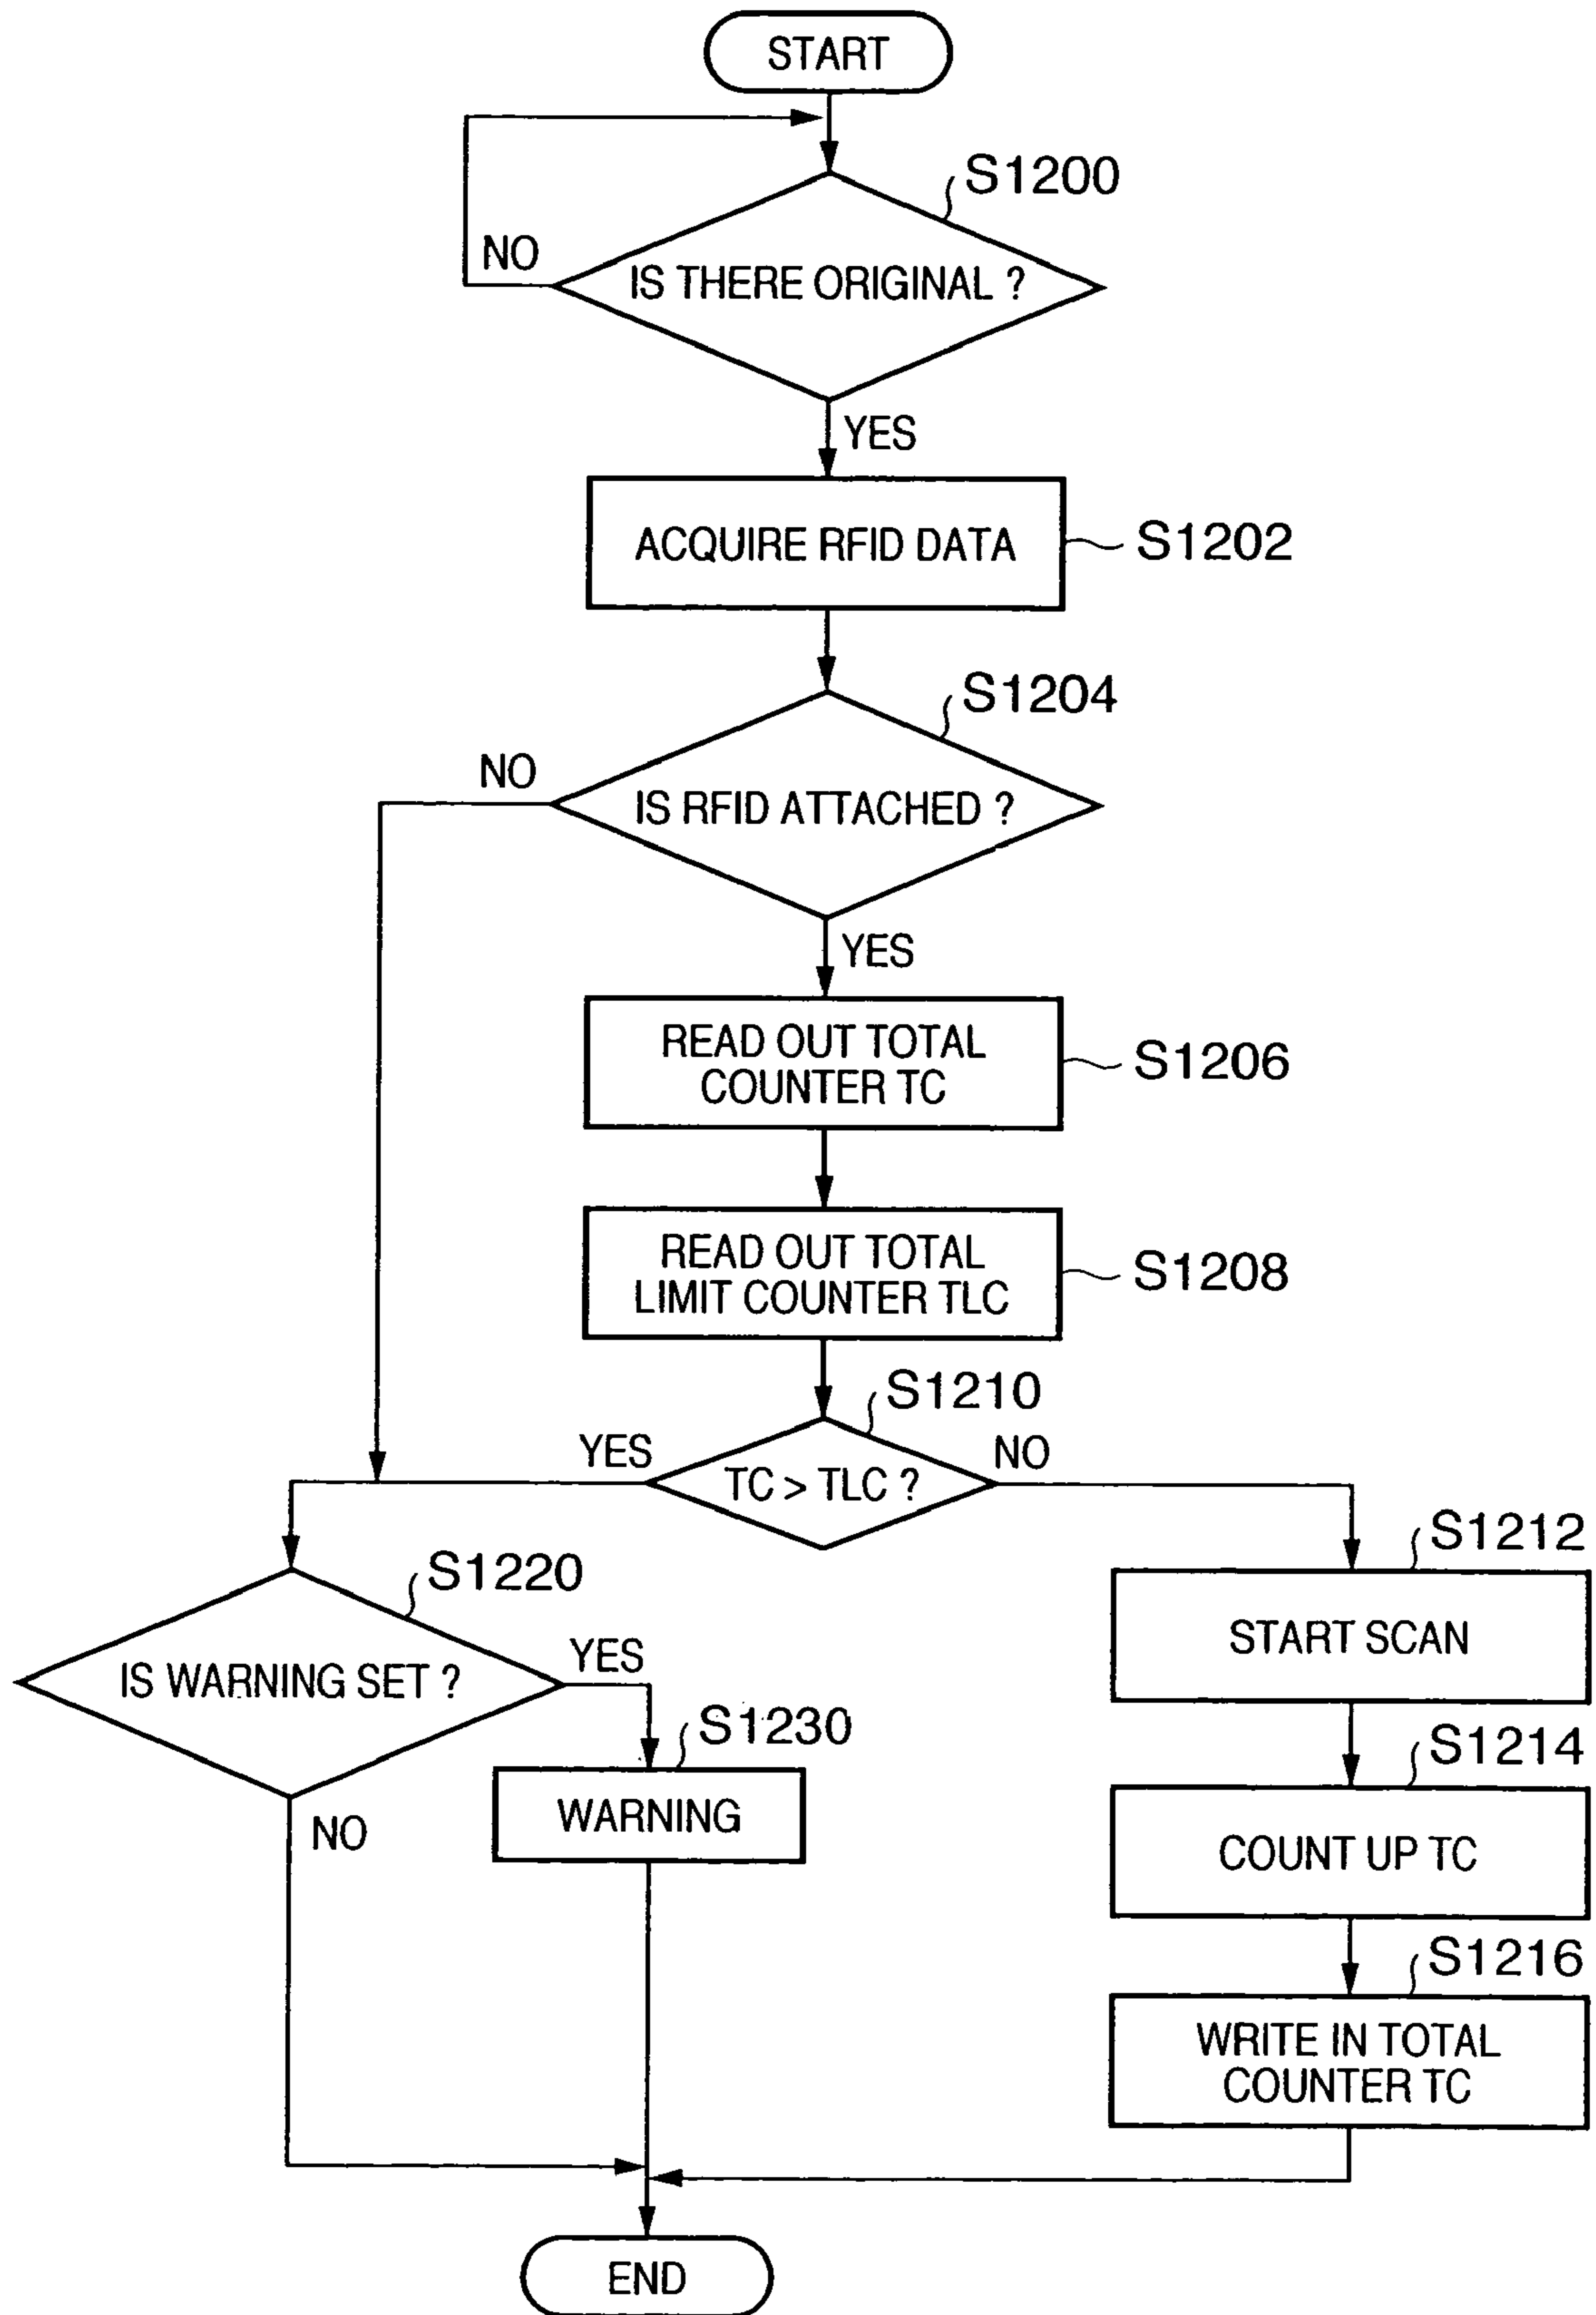 START
S1200
NO
IS THERE ORIGINAL ?
YES
ACQUIRE RFID DATA
S1202
S1204
NO
IS RFID ATTACHED ?
YES
READ OUT TOTAL
COUNTER TC
S1206
READ OUT TOTAL
LIMIT COUNTER TLC
S1208
S1210
YES
NO
TC > TLC ?
S1212
START SCAN
S1220
YES
IS WARNING SET ?
S1230
WARNING
NO
S1214
COUNT UP TC
S1216
WRITE IN TOTAL
COUNTER TC
END